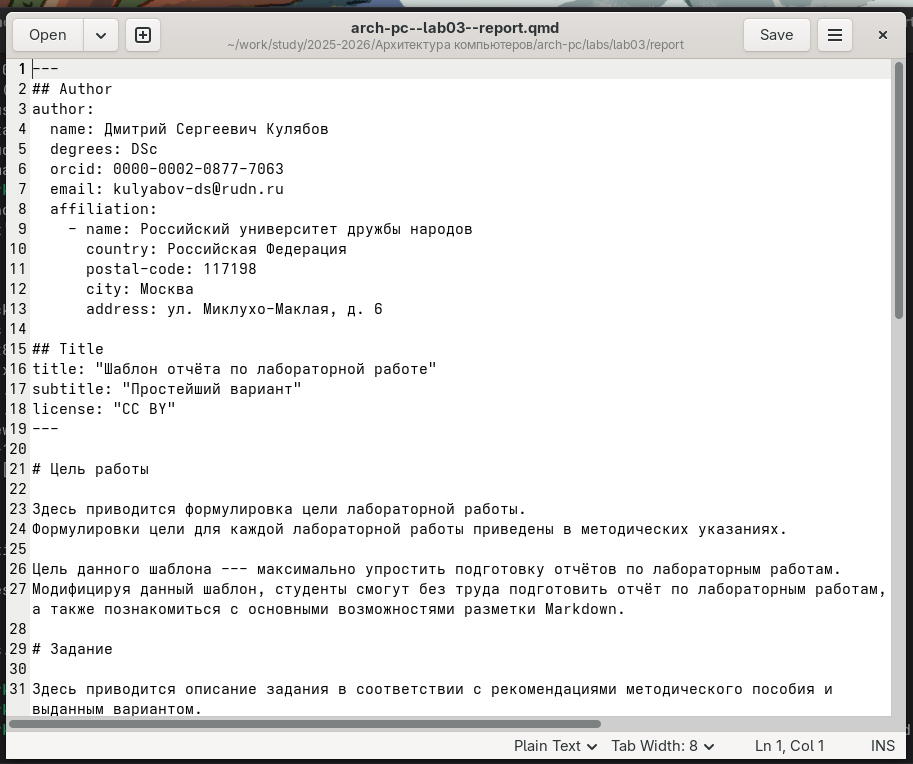 Open
arch-pc--lab03--report.qmd
~/work/study/2025-2026/Архитектура компьютеров/arch-pc/labs/lab03/report
Save
1 ---
2 ## Author
3 author:
4   name: Дмитрий Сергеевич Кулябов
5   degrees: DSc
6   orcid: 0000-0002-0877-7063
7   email: kulyabov-ds@rudn.ru
8   affiliation:
9     - name: Российский университет дружбы народов
10       country: Российская Федерация
11       postal-code: 117198
12       city: Москва
13       address: ул. Миклухо-Маклая, д. 6
14
15 ## Title
16 title: "Шаблон отчёта по лабораторной работе"
17 subtitle: "Простейший вариант"
18 license: "CC BY"
19 ---
20
21 # Цель работы
22
23 Здесь приводится формулировка цели лабораторной работы.
24 Формулировки цели для каждой лабораторной работы приведены в методических указаниях.
25
26 Цель данного шаблона --- максимально упростить подготовку отчётов по лабораторным работам.
27 Модифицируя данный шаблон, студенты смогут без труда подготовить отчёт по лабораторным работам,
а также познакомиться с основными возможностями разметки Markdown.
28
29 # Задание
30
31 Здесь приводится описание задания в соответствии с рекомендациями методического пособия и
выданным вариантом.
Plain Text Tab Width: 8 Ln 1, Col 1 INS